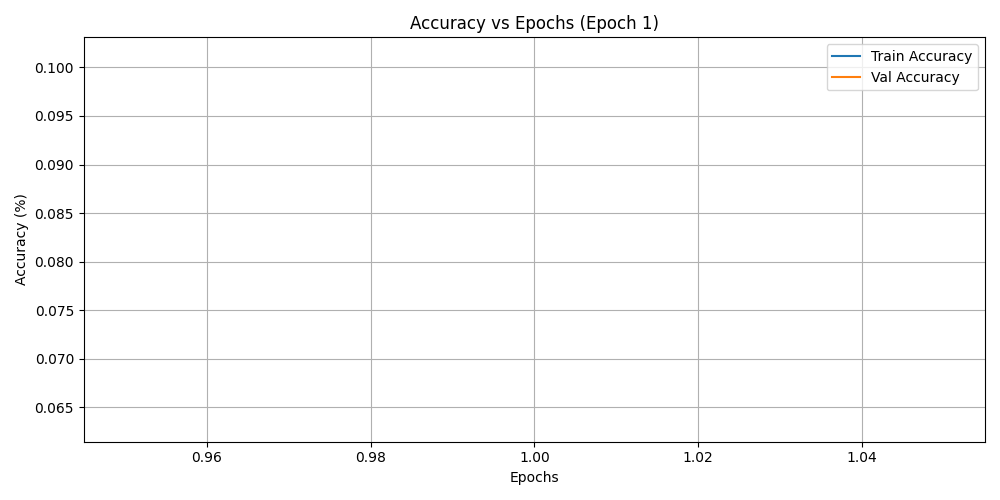 Accuracy vs Epochs (Epoch 1)
Train Accuracy
Val Accuracy
0.100
0.095
0.090
0.085
0.080
0.075
0.070
0.065
Accuracy (%)
0.96 0.98 1.00 1.02 1.04
Epochs